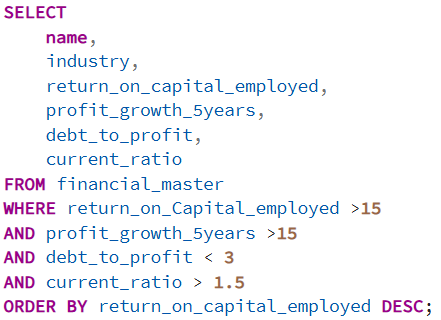 SELECT
    name,
    industry,
    return_on_capital_employed,
    profit_growth_5years,
    debt_to_profit,
    current_ratio
FROM financial_master
WHERE return_on_Capital_employed >15
AND profit_growth_5years >15
AND debt_to_profit < 3
AND current_ratio > 1.5
ORDER BY return_on_capital_employed DESC;